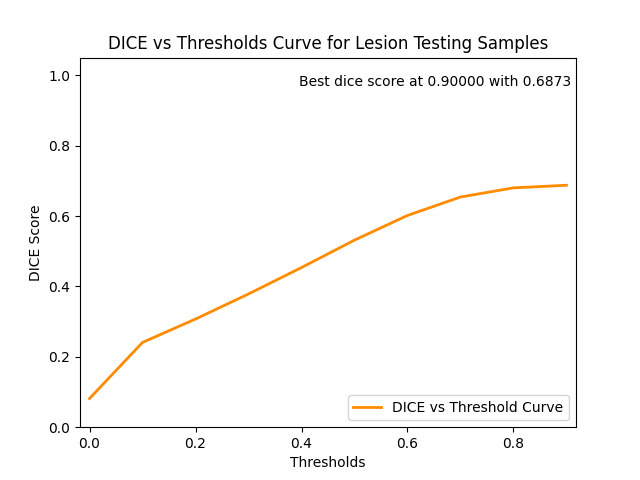 DICE vs Thresholds Curve for Lesion Testing Samples
1.0
Best dice score at 0.90000 with 0.6873
0.8
0.6
DICE Score
0.4
0.2
DICE vs Threshold Curve
0.0
0.0 0.2 0.4 0.6 0.8
Thresholds